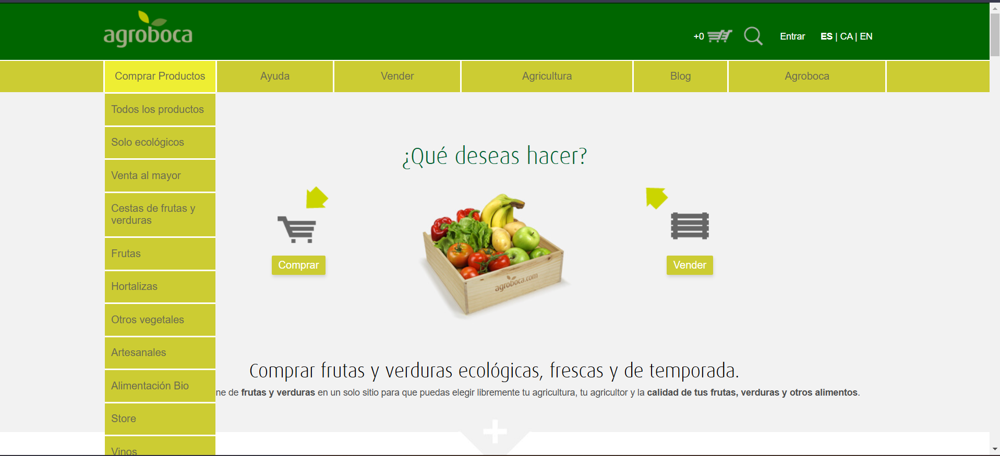 agroboca
+0
Entrar
ES | CA | EN
Comprar Productos
Ayuda
Vender
Agricultura
Blog
Agroboca
Todos los productos
Solo ecológicos
Venta al mayor
Cestas de frutas y
verduras
Frutas
Hortalizas
Otros vegetales
Artesanales
Alimentación Bio
Store
Vinos
¿Qué deseas hacer?
Comprar
agroboca.com
Vender
Comprar frutas y verduras ecológicas, frescas y de temporada.
ne de frutas y verduras en un solo sitio para que puedas elegir libremente tu agricultura, tu agricultor y la calidad de tus frutas, verduras y otros alimentos.
+